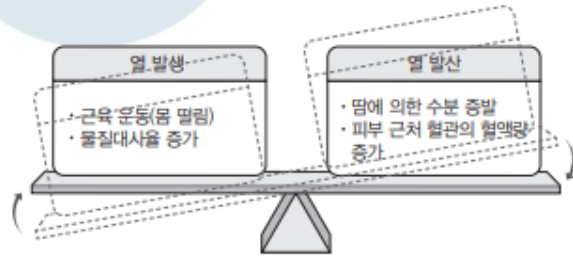 열 발생
· 근육 운동(몸 떨림)
· 물질대사율 증가
열 발산
· 땀에 의한 수분 증발
· 피부 근처 혈관의 혈액량
증가